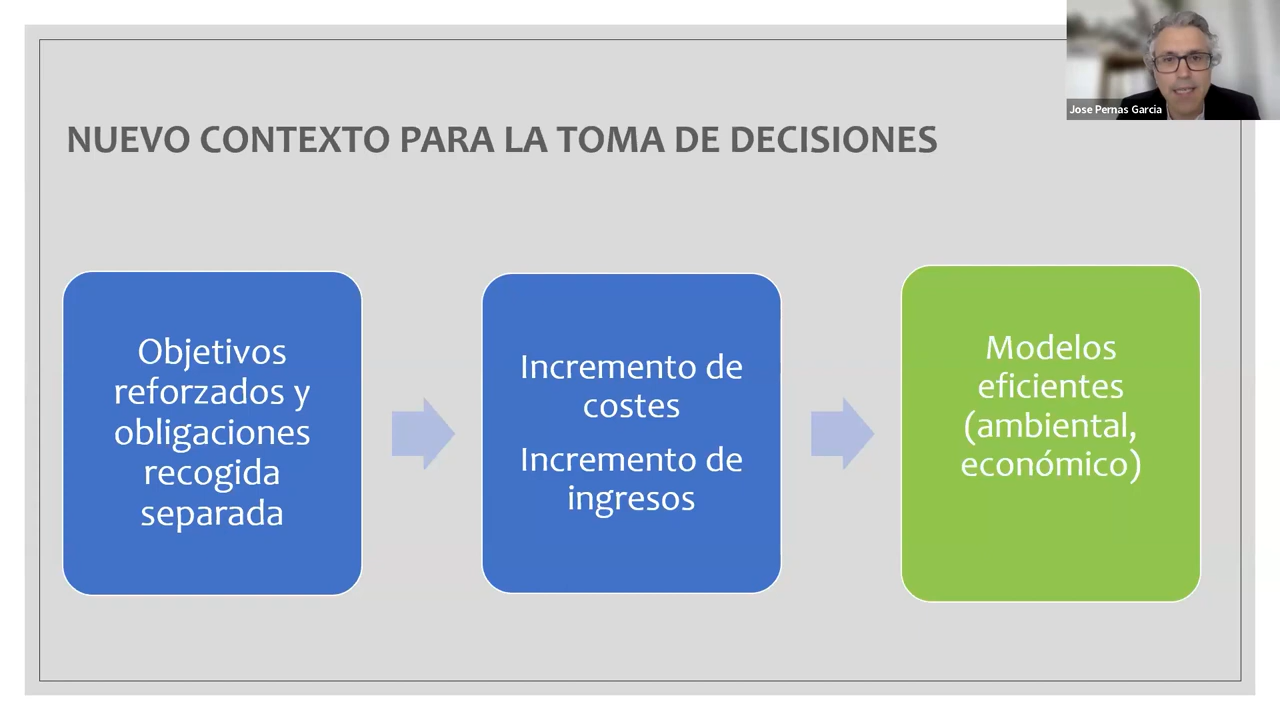 Jose Pernas Garcia
NUEVO CONTEXTO PARA LA TOMA DE DECISIONES
Objetivos
reforzados y
obligaciones
recogida
separada
Incremento de
costes
Incremento de
ingresos
Modelos
eficientes
(ambiental,
económico)